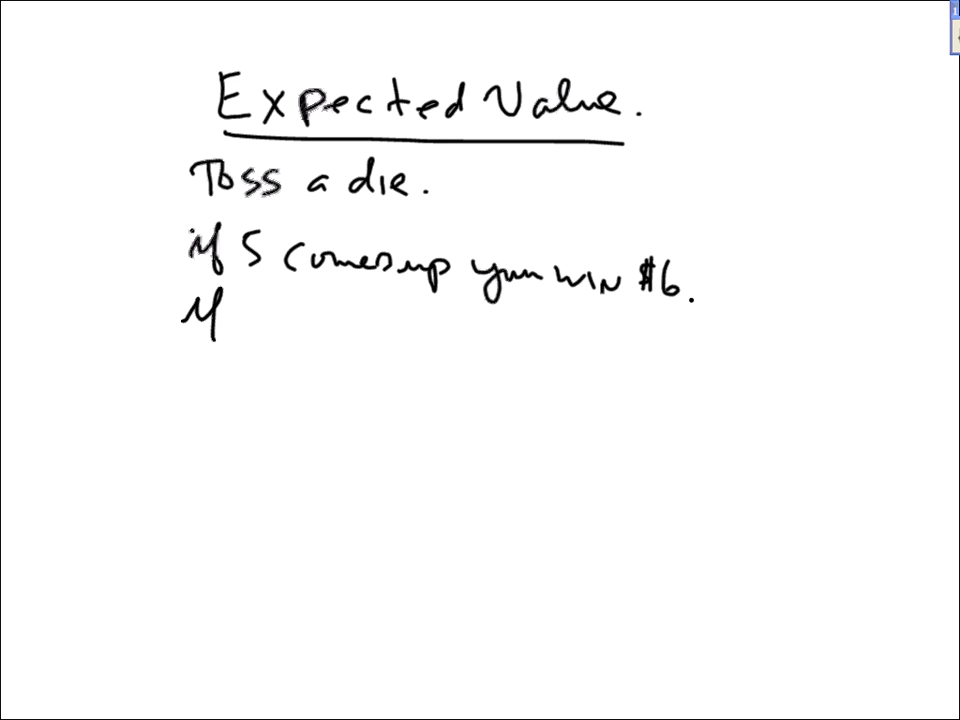 Expected Value.
Toss a die.
if 5 comes up you win $6.
if